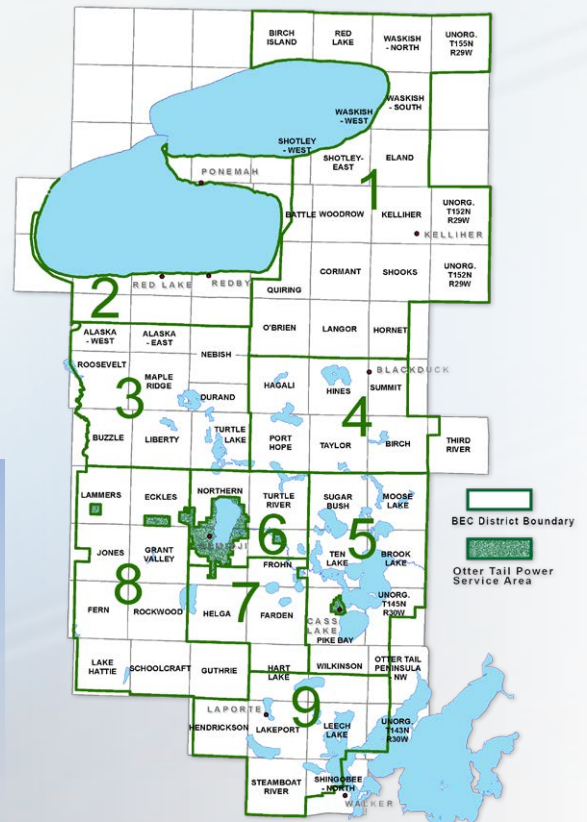 BIRCH
ISLAND
RED
LAKE
WASKISH
-NORTH
UNORG.
T155N
R29W
WASKISH
-SOUTH
WASKISH
-WEST
SHOTLEY
-WEST
SHOTLEY-
EAST
ELAND
1
PONEMAH
BATTLE
WOODROW
KELLIHER
UNORG.
T152N
R29W
KELLIHER
CORMANT
SHOOKS
UNORG.
T152N
R29W
RED LAKE
REDBY
QUIRING
2
O'BRIEN
LANGOR
HORNET
ALASKA
-WEST
ALASKA
-EAST
NEBISH
ROOSEVELT
MAPLE
RIDGE
BLACKDUCK
HAGALI
HINES
SUMMIT
3
DURAND
4
BUZZLE
LIBERTY
TURTLE
LAKE
PORT
HOPE
TAYLOR
BIRCH
THIRD
RIVER
LAMMERS
ECKLES
NORTHERN
TURTLE
RIVER
SUGAR
BUSH
MOOSE
LAKE
BEC District Boundary
Otter Tail Power
Service Area
6
5
BEMIDJI
JONES
GRANT
VALLEY
FROHN
TEN
LAKE
BROOK
LAKE
8
7
FERN
ROCKWOOD
HELGA
FARDEN
CASS
LAKE
UNORG.
T145N
R30W
PIKE BAY
LAKE
HATTIE
SCHOOLCRAFT
GUTHRIE
HART
LAKE
WILKINSON
OTTER TAIL
PENINSULA
NW
9
LAPORTE
HENDRICKSON
LAKEPORT
LEECH
LAKE
UNORG.
T143N
R30W
STEAMBOAT
RIVER
SHINGOBEE
-NORTH
WALKER